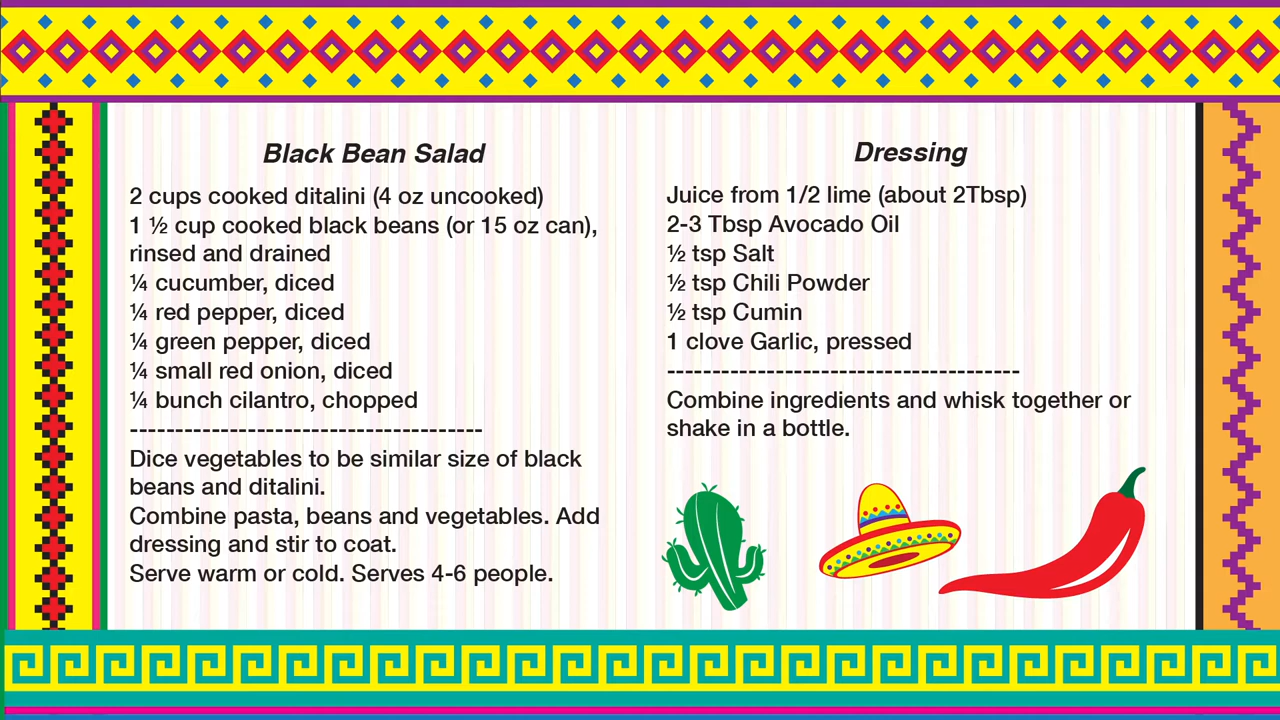 Black Bean Salad
2 cups cooked ditalini (4 oz uncooked)
1 ½ cup cooked black beans (or 15 oz can),
rinsed and drained
¼ cucumber, diced
¼ red pepper, diced
¼ green pepper, diced
¼ small red onion, diced
¼ bunch cilantro, chopped
---------------------------------------
Dice vegetables to be similar size of black
beans and ditalini.
Combine pasta, beans and vegetables. Add
dressing and stir to coat.
Serve warm or cold. Serves 4-6 people.
Dressing
Juice from 1/2 lime (about 2Tbsp)
2-3 Tbsp Avocado Oil
½ tsp Salt
½ tsp Chili Powder
½ tsp Cumin
1 clove Garlic, pressed
---------------------------------------
Combine ingredients and whisk together or
shake in a bottle.